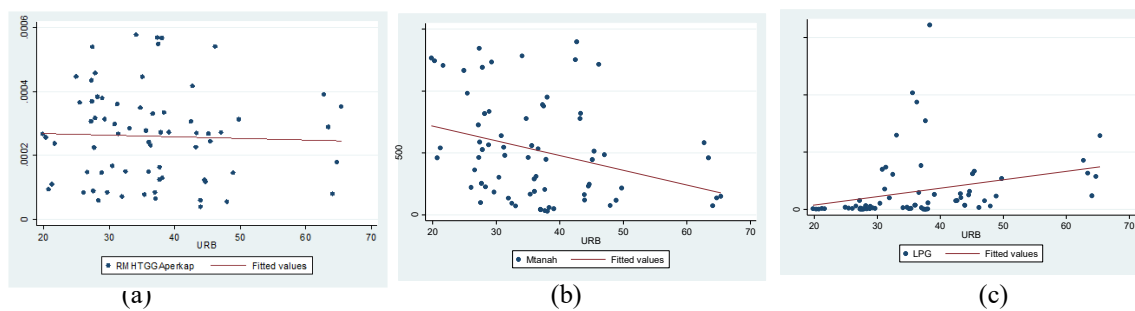 .0006
.0004
.0002
0
20 30 40 50 60 70
URB
RMHTGGAperkap Fitted values
500
0
20 30 40 50 60 70
URB
Mtanah Fitted values
0
20 30 40 50 60 70
URB
LPG Fitted values
(a) (b) (c)